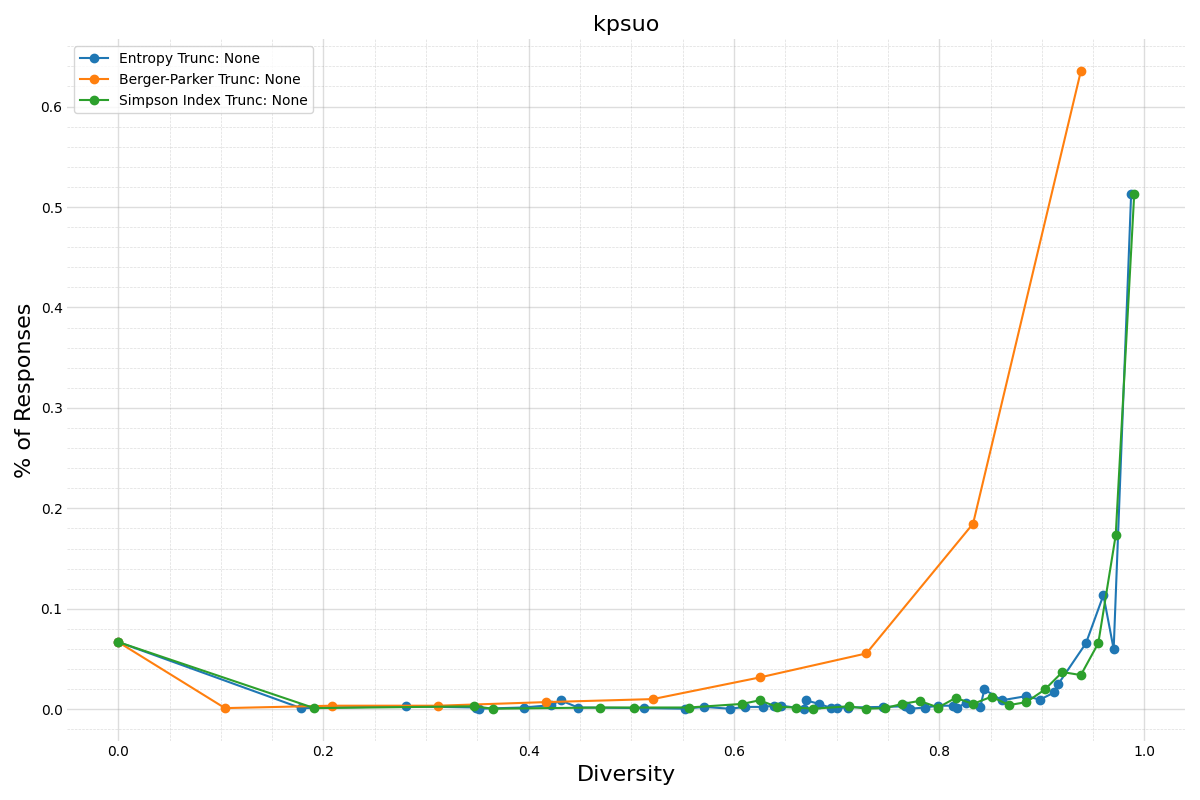 kpsuo
Entropy Trunc: None
Berger-Parker Trunc: None
Simpson Index Trunc: None
% of Responses
0.6
0.5
0.4
0.3
0.2
0.1
0.0
0.0 0.2 0.4 0.6 0.8 1.0
Diversity